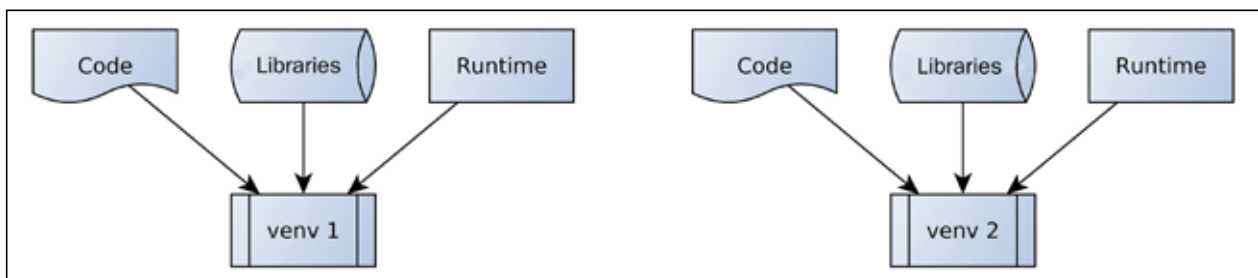 Code
Libraries
Runtime
venv 1
Code
Libraries
Runtime
venv 2